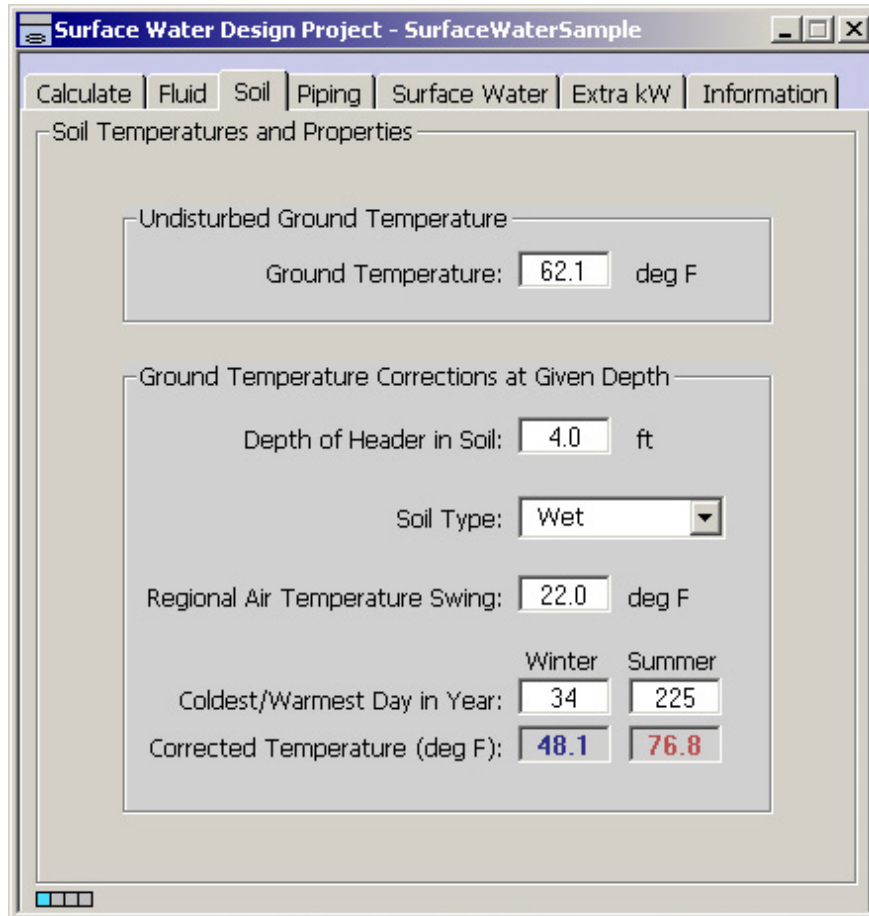 Surface Water Design Project - SurfaceWaterSample
Calculate Fluid Soil Piping Surface Water Extra kW Information
Soil Temperatures and Properties
Undisturbed Ground Temperature
Ground Temperature: 62.1 deg F
Ground Temperature Corrections at Given Depth
Depth of Header in Soil: 4.0 ft
Soil Type: Wet
Regional Air Temperature Swing: 22.0 deg F
Winter Summer
Coldest/Warmest Day in Year: 34 225
Corrected Temperature (deg F): 48.1 76.8